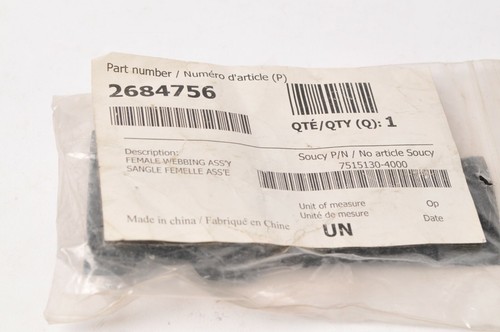 Part number / Numéro d'article (P)
2684756
QTÉ/QTY (Q): 1
Description:
FEMALE WEBBING ASS'Y
SANGLE FEMELLE ASS'E
Soucy P/N / No article Soucy
7515130-4000
Unit of measure Op
Unité de mesure Date
UN
Made in china / Fabriqué en Chine